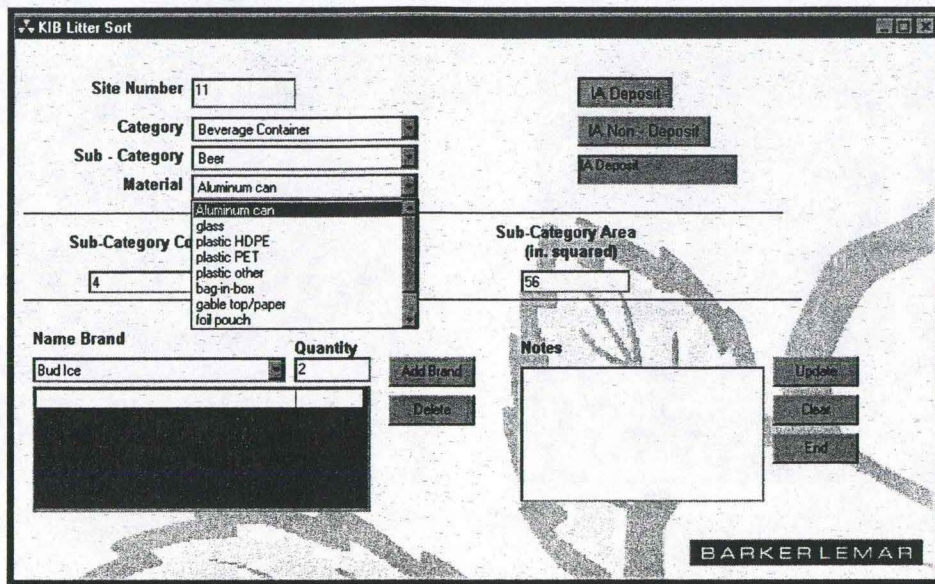 KIB Litter Sort
Site Number 11
IA Deposit
Category Beverage Container
IA Non - Deposit
Sub - Category Beer
IA Deposit
Material Aluminum can
Aluminum can
glass
plastic HDPE
plastic PET
plastic other
bag-in-box
gable top/paper
foil pouch
Sub-Category Co
4
Sub-Category Area
(in. squared)
56
Name Brand
Quantity
Bud Ice
2
Add Brand
Delete
Notes
Update
Clear
End
BARKERLEMAR